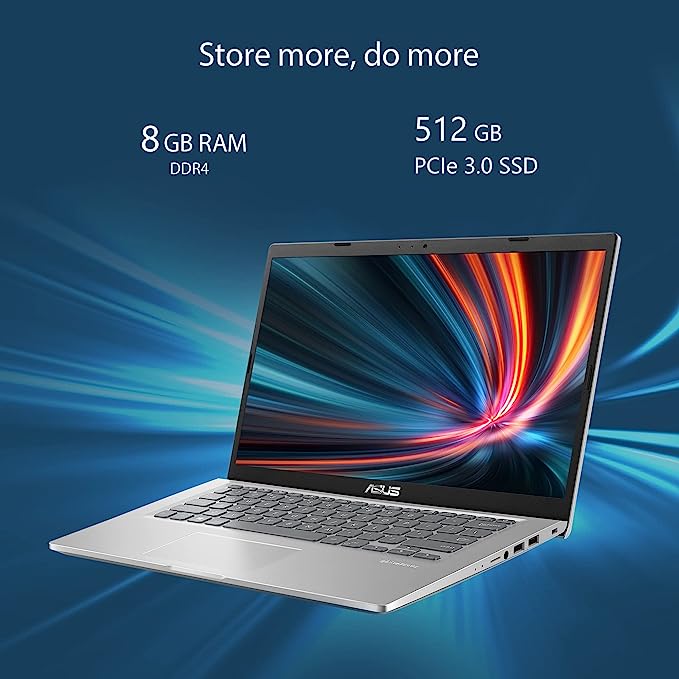 Store more, do more
8 GB RAM
DDR4
512 GB
PCIe 3.0 SSD
ASUS